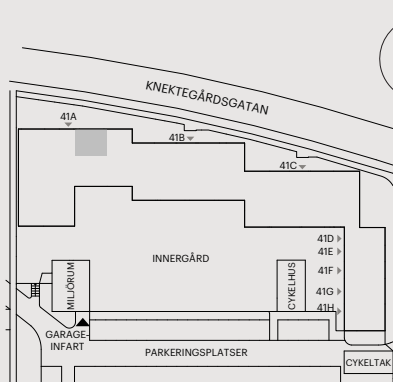 KNEKTEGÅRDSGATAN
41A
41B
41C
41D
41E
INNERGÅRD
41F
MILJÖRUM
CYKELHUS
41G
41H
GARAGE-
INFART
PARKERINGSPLATSER
CYKELTAK